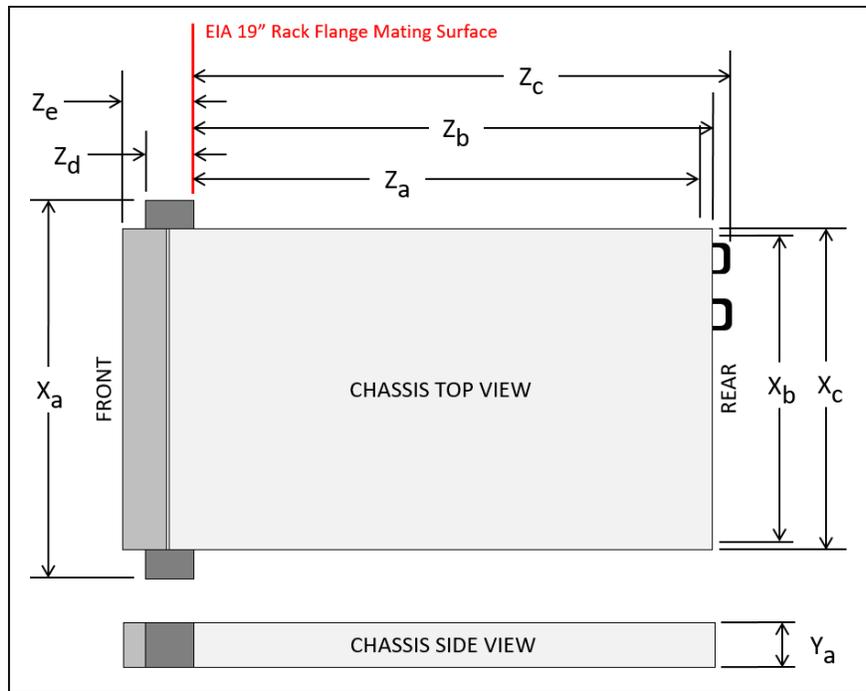 EIA 19” Rack Flange Mating Surface
Zc
Ze
Zb
Zd
Za
Xa
FRONT
CHASSIS TOP VIEW
REAR
Xb
Xc
CHASSIS SIDE VIEW
Ya